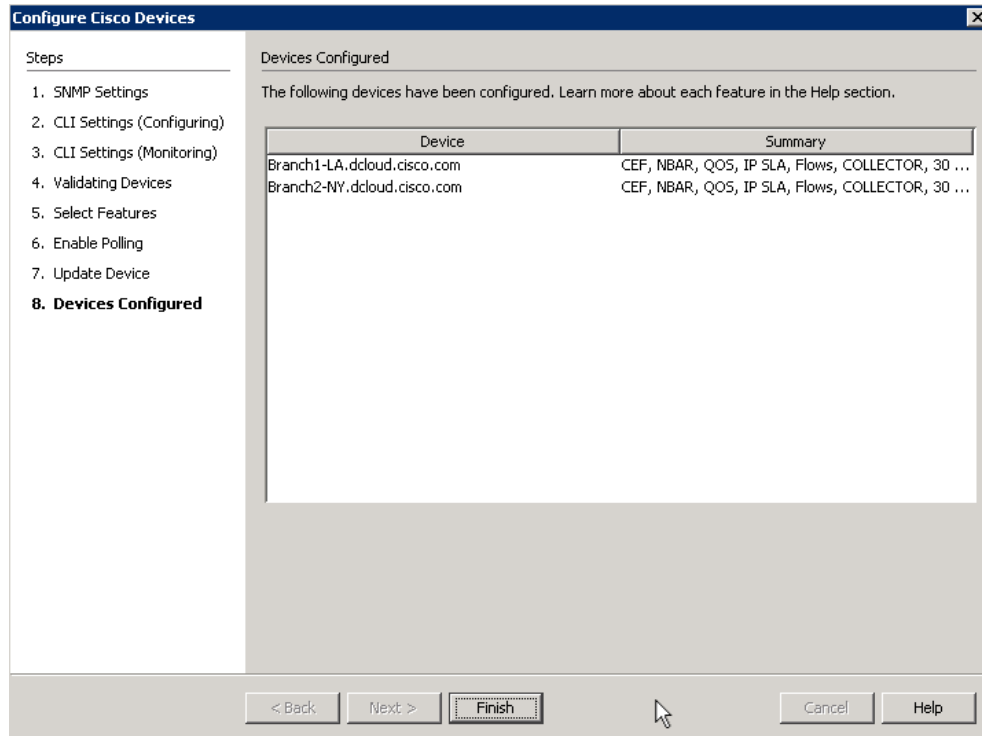 Configure Cisco Devices
Steps
1. SNMP Settings
2. CLI Settings (Configuring)
3. CLI Settings (Monitoring)
4. Validating Devices
5. Select Features
6. Enable Polling
7. Update Device
8. Devices Configured
Devices Configured
The following devices have been configured. Learn more about each feature in the Help section.
Device Summary
Branch1-LA.dcloud.cisco.com CEF, NBAR, QOS, IP SLA, Flows, COLLECTOR, 30 ...
Branch2-NY.dcloud.cisco.com CEF, NBAR, QOS, IP SLA, Flows, COLLECTOR, 30 ...
< Back Next > Finish Cancel Help